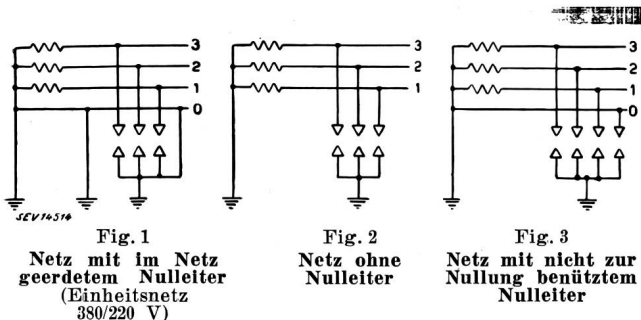 3
2
1
0
3
2
1
3
2
1
0
SEV14514
Fig. 1
Netz mit im Netz
geerdetem Nulleiter
(Einheitsnetz
380/220 V)
Fig. 2
Netz ohne
Nulleiter
Fig. 3
Netz mit nicht zur
Nullung benütztem
Nulleiter